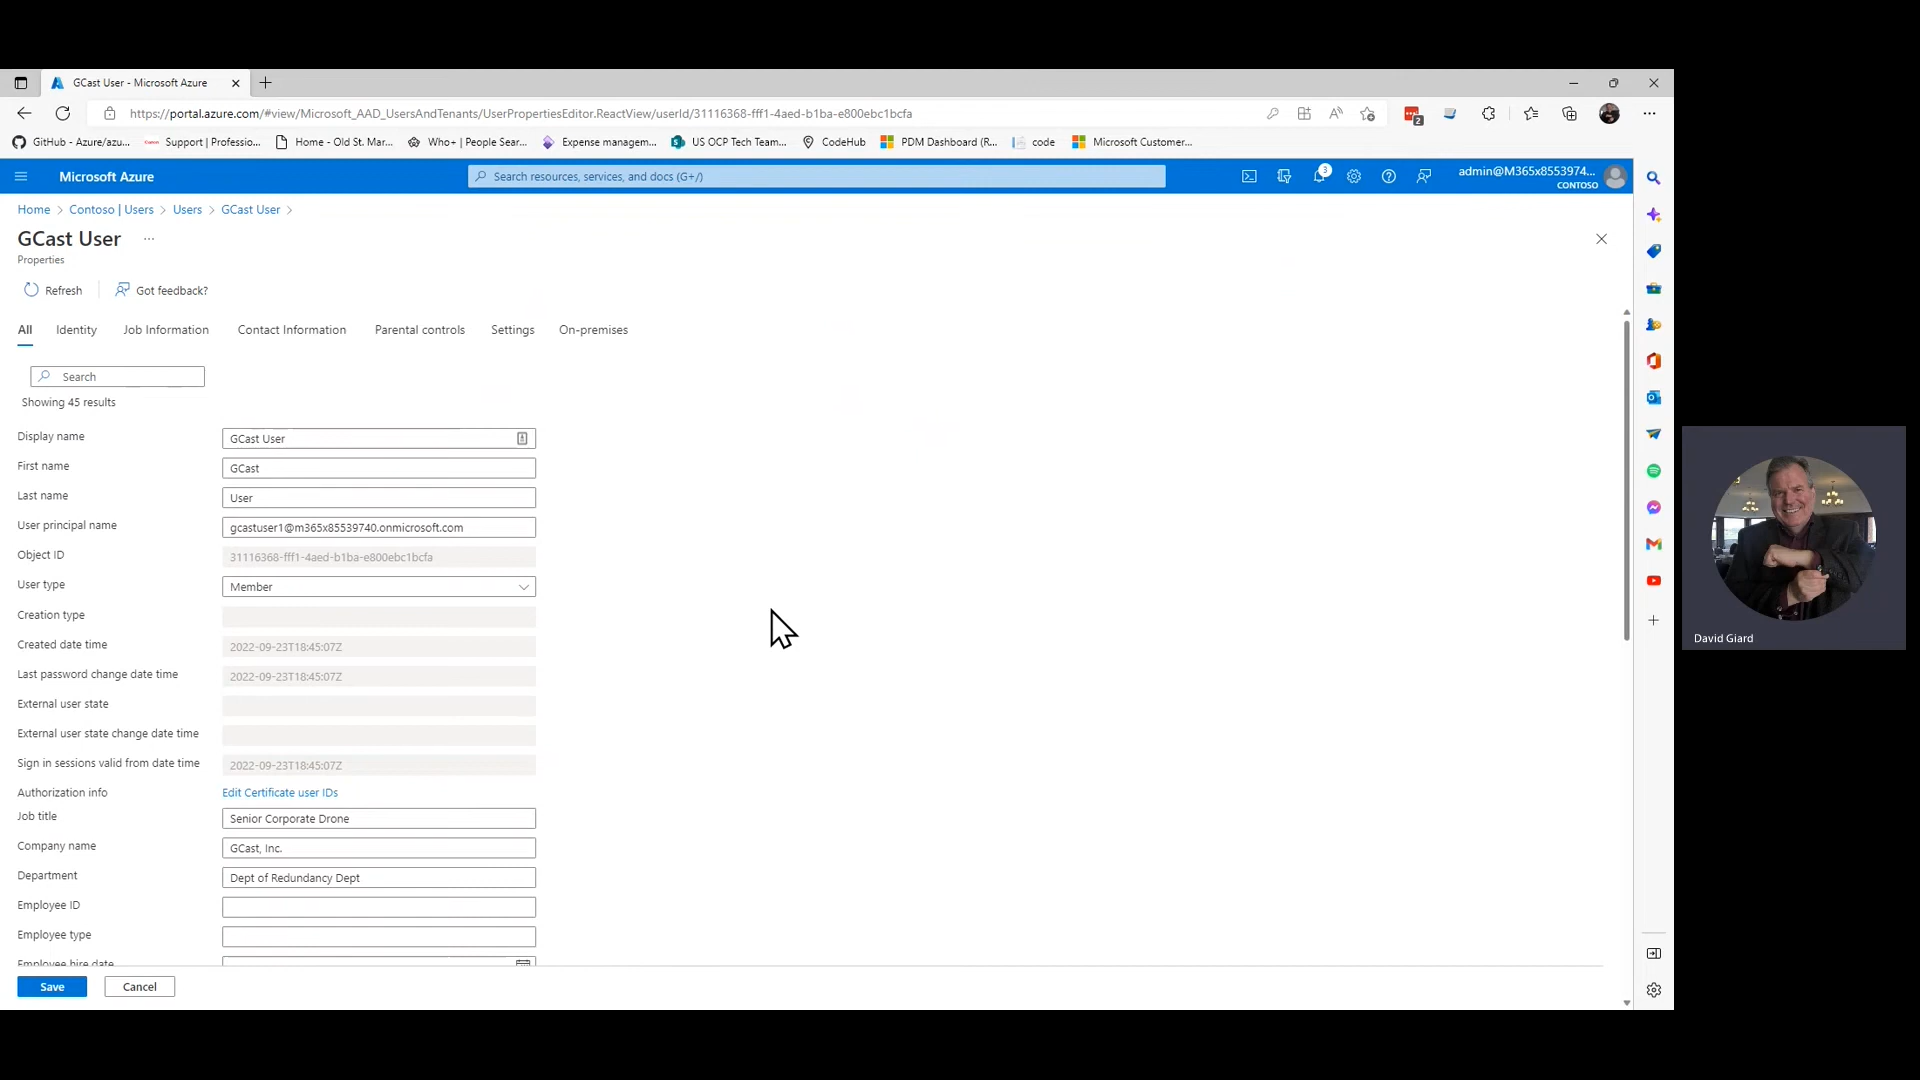 GCast User - Microsoft Azure
https://portal.azure.com/#view/Microsoft_AAD_UsersAndTenants/UserPropertiesEditor.ReactView/userId/31116368-fff1-4aed-b1ba-e800ebc1bcfa
2
GitHub - Azure/azu...
Support | Professio...
Home - Old St. Mar...
Who+ | People Sear...
Expense managem...
US OCP Tech Team...
CodeHub
PDM Dashboard (R...
code
Microsoft Customer...
Microsoft Azure
Search resources, services, and docs (G+/)
3
admin@M365x8553974...
CONTOSO
Home > Contoso | Users > Users > GCast User >
GCast User ...
Properties
Refresh
Got feedback?
All
Identity
Job Information
Contact Information
Parental controls
Settings
On-premises
Search
Showing 45 results
Display name GCast User
First name GCast
Last name User
User principal name gcastuser1@m365x85539740.onmicrosoft.com
Object ID 31116368-fff1-4aed-b1ba-e800ebc1bcfa
User type Member
Creation type
Created date time 2022-09-23T18:45:07Z
Last password change date time 2022-09-23T18:45:07Z
External user state
External user state change date time
Sign in sessions valid from date time 2022-09-23T18:45:07Z
Authorization info Edit Certificate user IDs
Job title Senior Corporate Drone
Company name GCast, Inc.
Department Dept of Redundancy Dept
Employee ID
Employee type
Employee hire date
Save
Cancel
David Giard